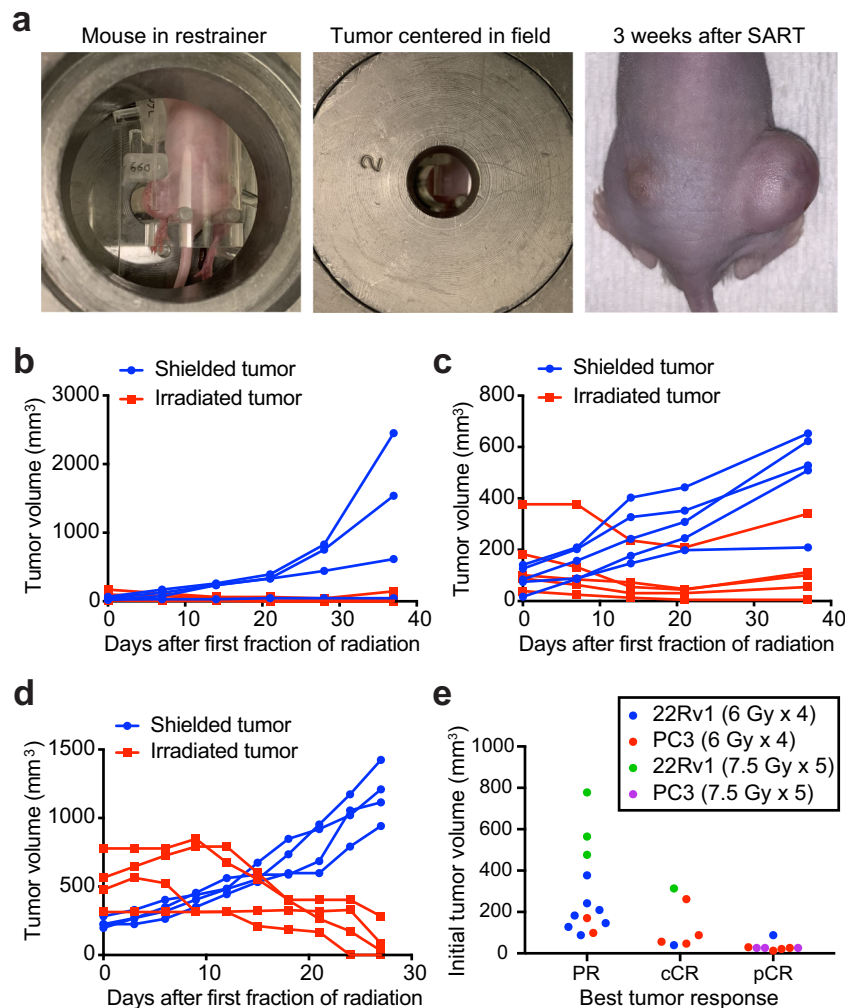 a
Mouse in restrainer
Tumor centered in field
3 weeks after SART
660
2
b
Shielded tumor
Irradiated tumor
Tumor volume (mm³)
3000
2000
1000
0
0 10 20 30 40
Days after first fraction of radiation
c
Shielded tumor
Irradiated tumor
Tumor volume (mm³)
800
600
400
200
0
0 10 20 30 40
Days after first fraction of radiation
d
Shielded tumor
Irradiated tumor
Tumor volume (mm³)
1500
1000
500
0
0 10 20 30
Days after first fraction of radiation
e
22Rv1 (6 Gy x 4)
PC3 (6 Gy x 4)
22Rv1 (7.5 Gy x 5)
PC3 (7.5 Gy x 5)
Initial tumor volume (mm³)
1000
800
600
400
200
0
PR cCR pCR
Best tumor response